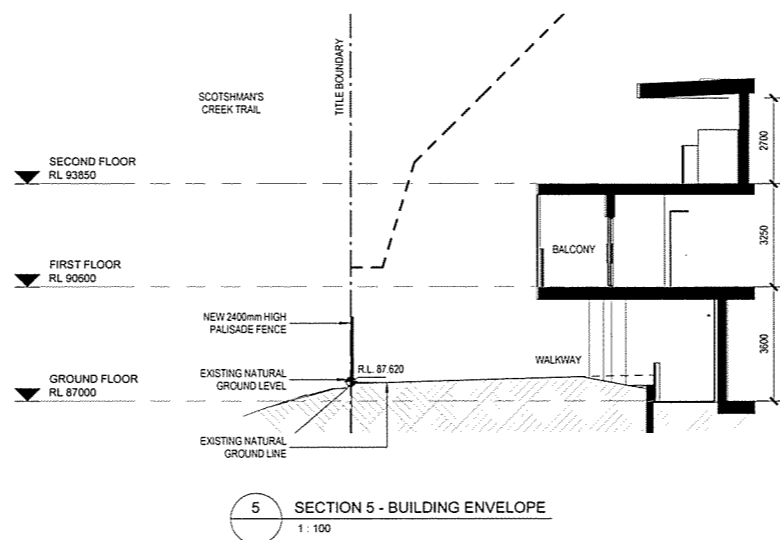 SCOTSHMAN'S
CREEK TRAIL
TITLE BOUNDARY
SECOND FLOOR
RL 93850
2700
BALCONY
3250
FIRST FLOOR
RL 90600
NEW 2400mm HIGH
PALISADE FENCE
WALKWAY
3600
EXISTING NATURAL
GROUND LEVEL
R.L. 87.620
GROUND FLOOR
RL 87000
EXISTING NATURAL
GROUND LINE
5
SECTION 5 - BUILDING ENVELOPE
1 : 100